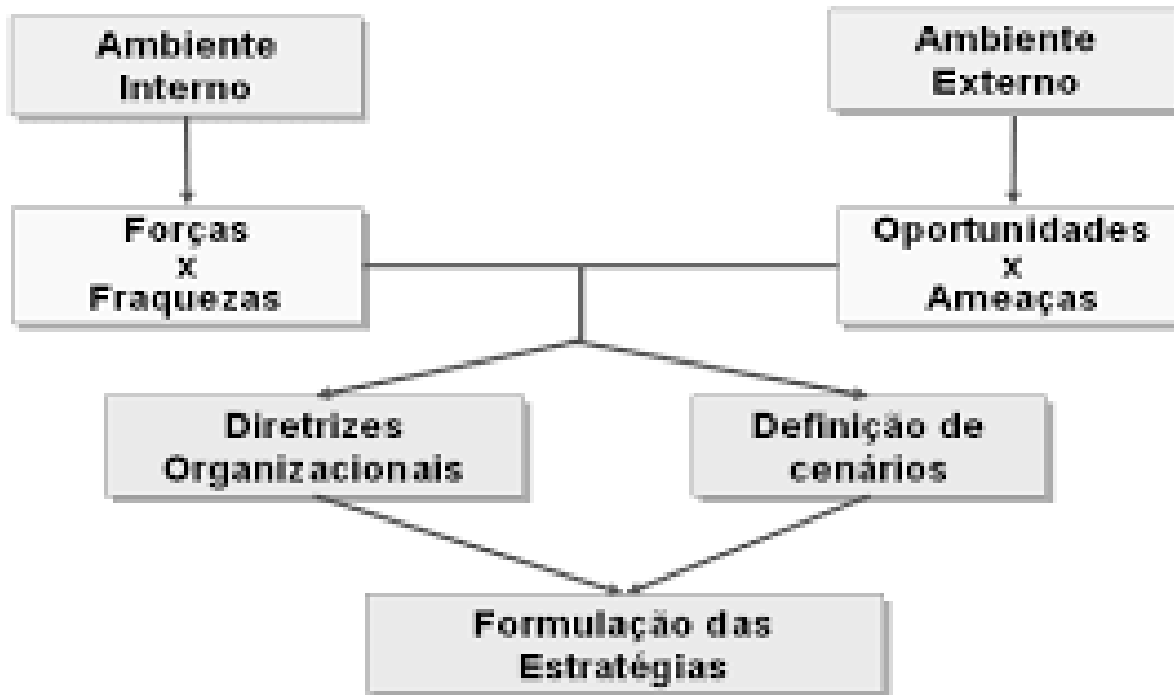 Ambiente
Interno
Ambiente
Externo
Forças
x
Fraquezas
Oportunidades
x
Ameaças
Diretrizes
Organizacionais
Definição de
cenários
Formulação das
Estratégias